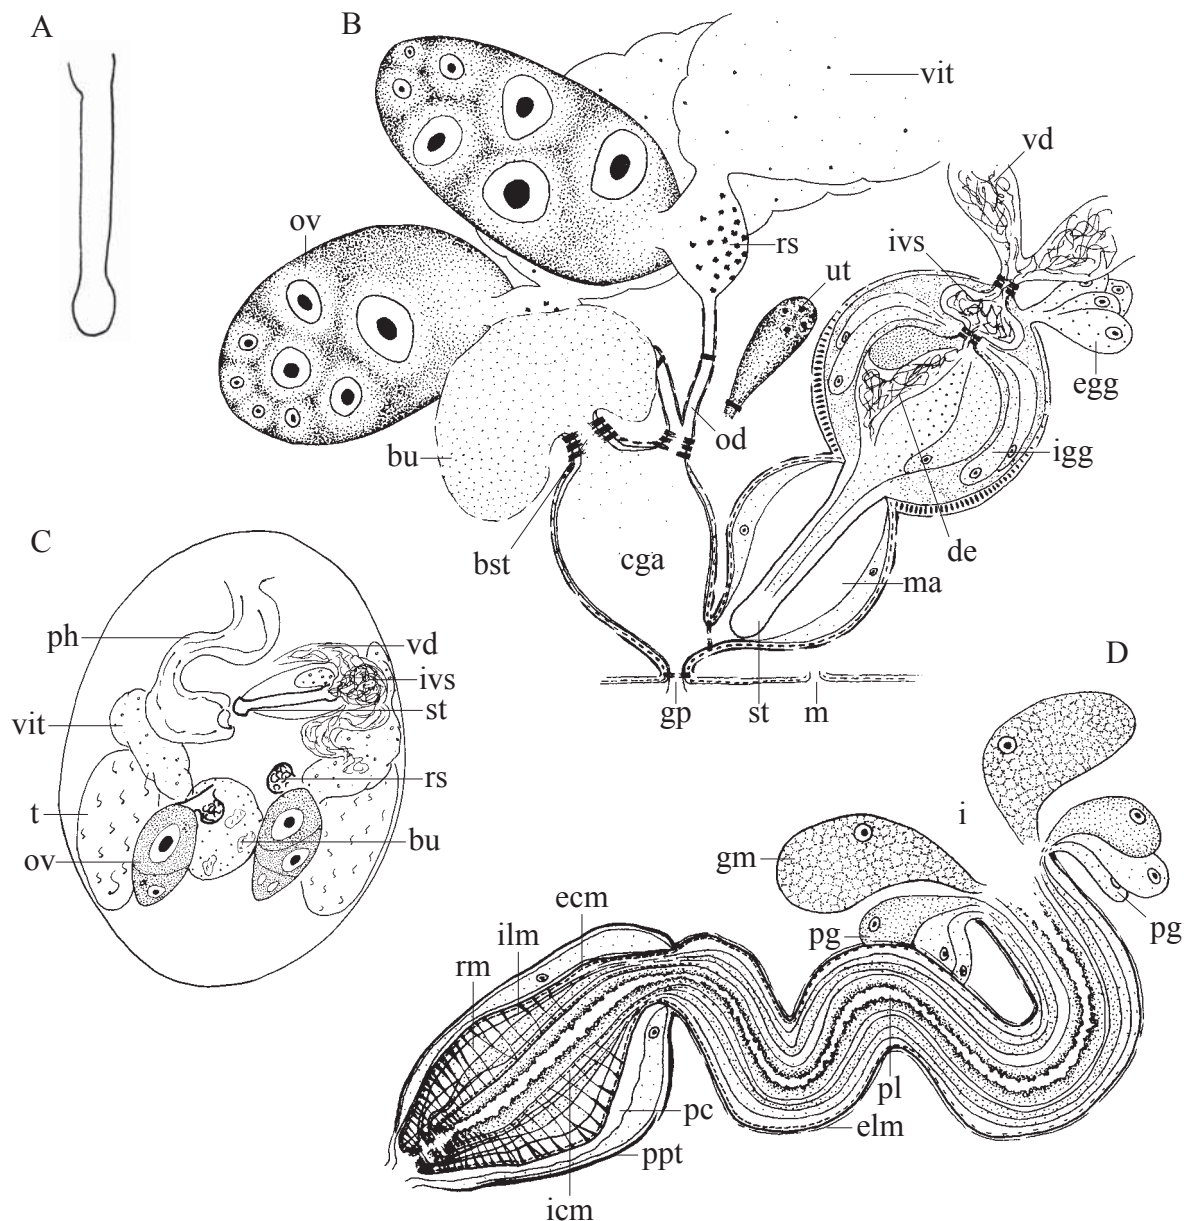 A
B
vit
vd
ov
rs
ivs
ut
egg
od
bu
igg
C
bst
cga
de
ma
ph
vd
D
ivs
vit
st
gp
st
m
rs
t
i
bu
ov
gm
ecm
pg
pg
ilm
rm
pl
pc
elm
ppt
icm